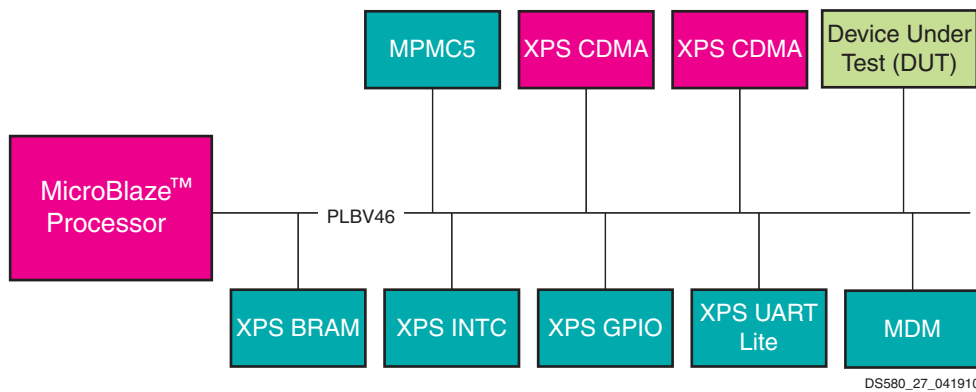 MPMC5
XPS CDMA
XPS CDMA
Device Under
Test (DUT)
MicroBlaze™
Processor
PLBV46
XPS BRAM
XPS INTC
XPS GPIO
XPS UART
Lite
MDM
DS580_27_041910